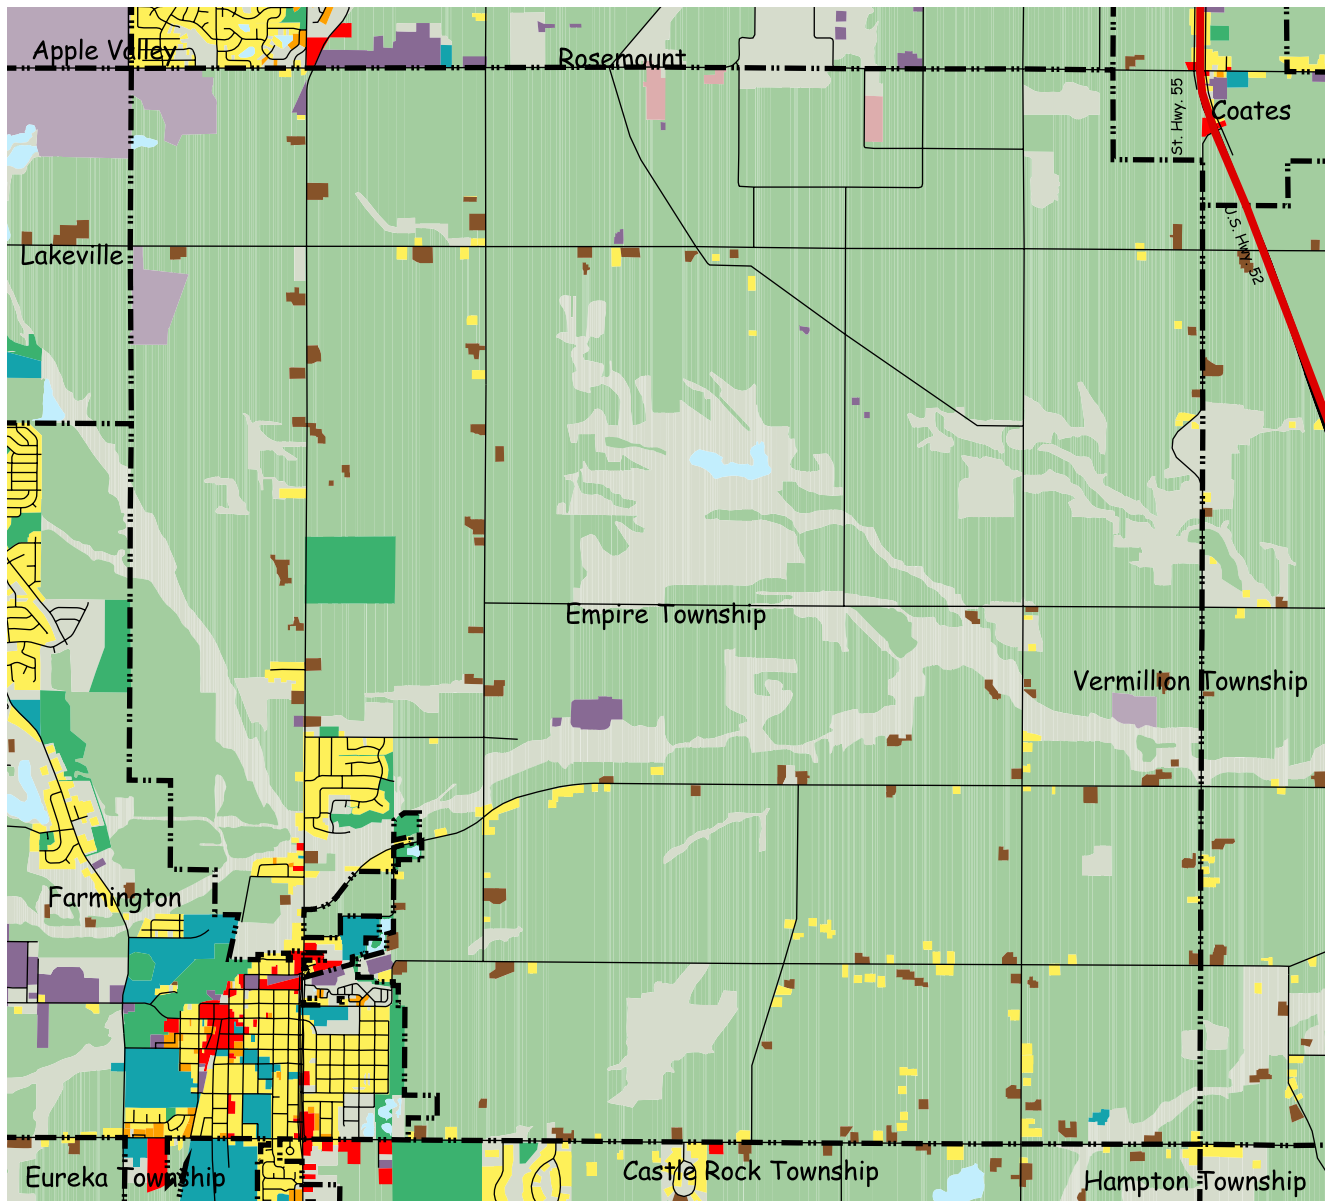 Apple Valley
Rosemount
St. Hwy. 55
Coates
Lakeville
U.S. Hwy. 52
Empire Township
Vermillion Township
Farmington
Eureka Township
Castle Rock Township
Hampton Township